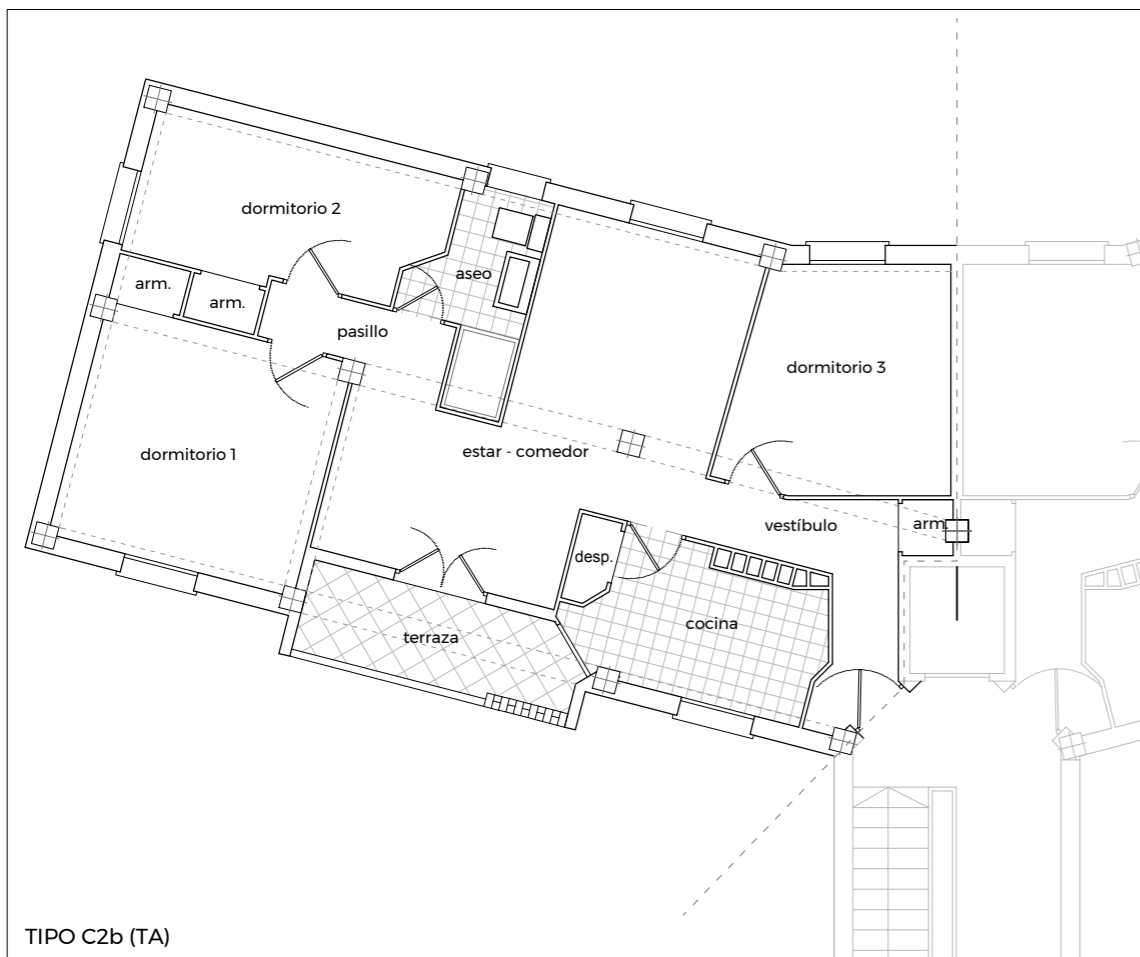 dormitorio 2
aseo
arm.
arm.
pasillo
dormitorio 3
dormitorio 1
estar - comedor
vestíbulo
arm.
desp.
cocina
terraza
TIPO C2b (TA)